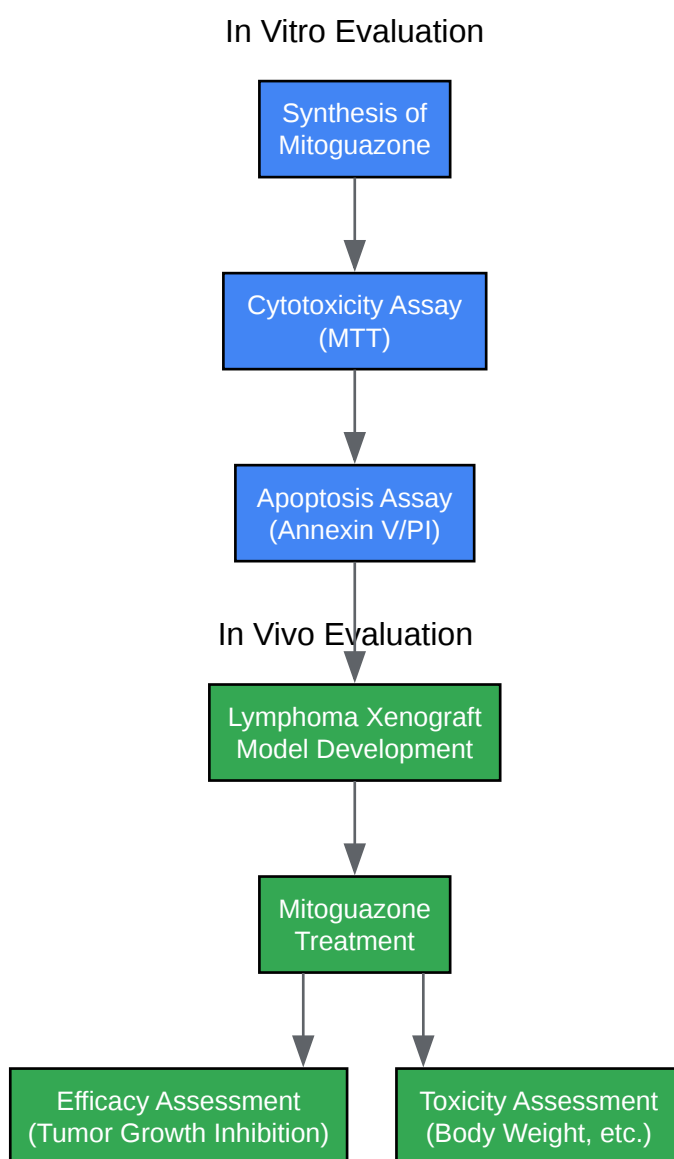 In Vitro Evaluation
Synthesis of
Mitoguazone
Cytotoxicity Assay
(MTT)
Apoptosis Assay
(Annexin V/PI)
In Vivo Evaluation
Lymphoma Xenograft
Model Development
Mitoguazone
Treatment
Efficacy Assessment
(Tumor Growth Inhibition)
Toxicity Assessment
(Body Weight, etc.)